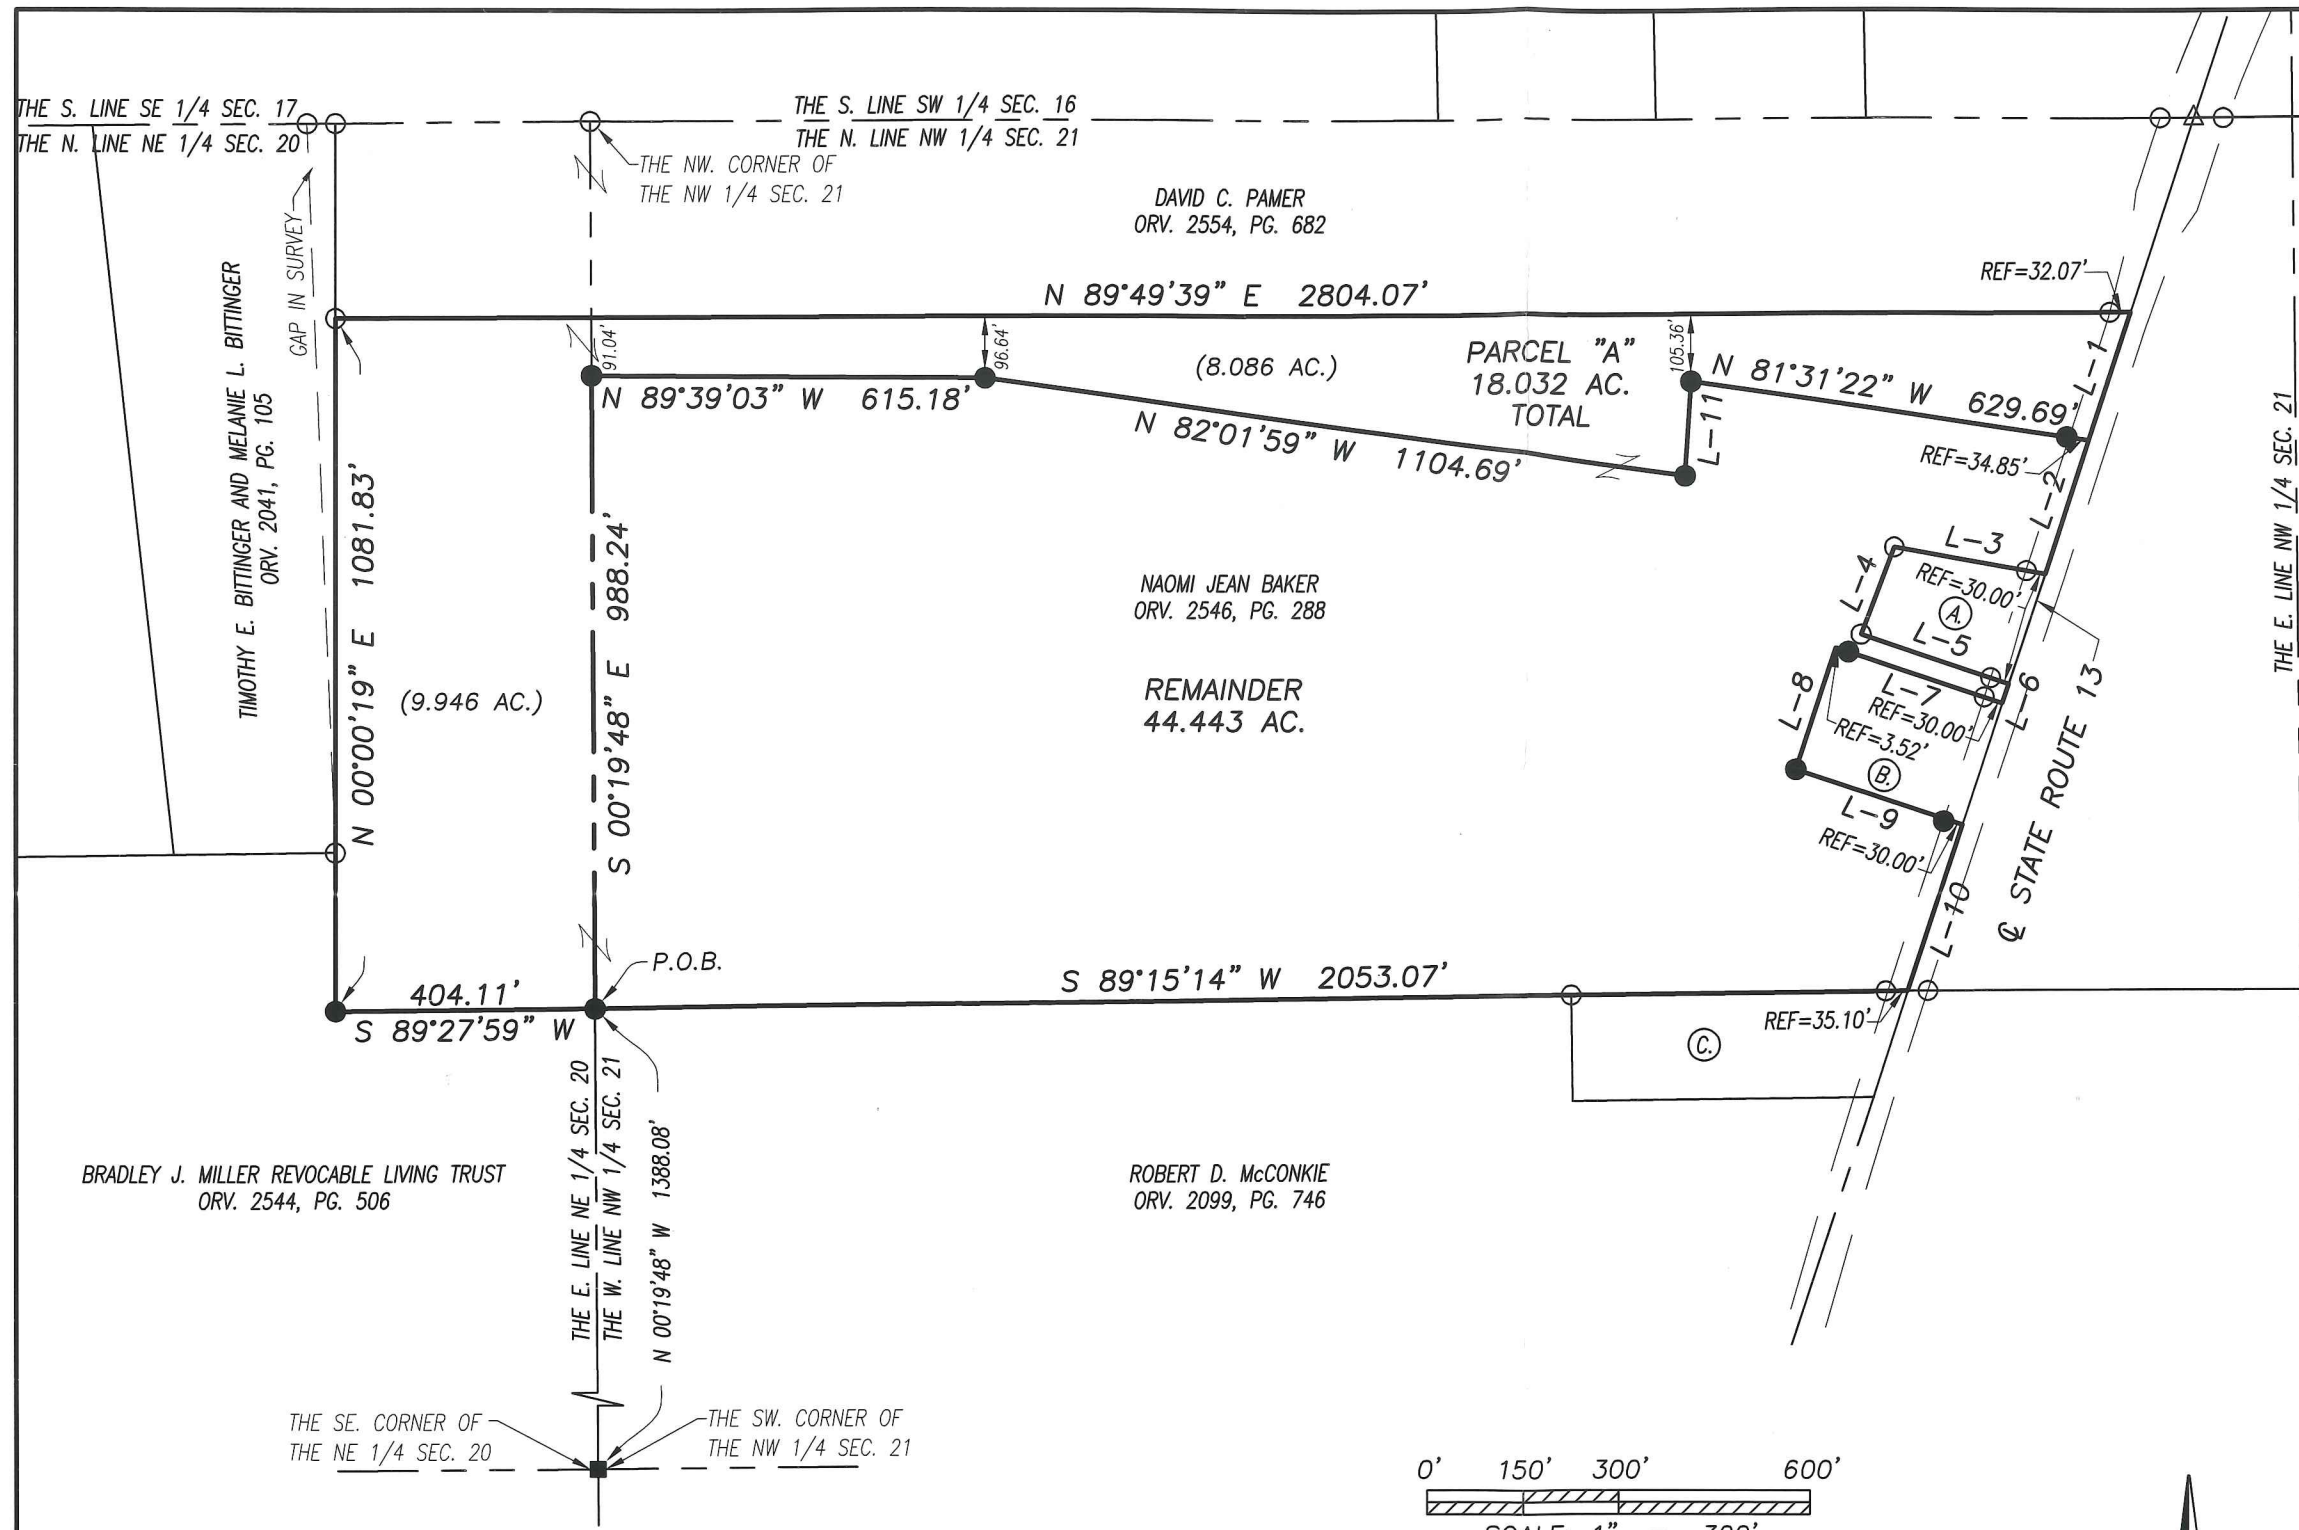 THE S. LINE SE 1/4 SEC. 17
THE N. LINE NE 1/4 SEC. 20
THE S. LINE SW 1/4 SEC. 16
THE N. LINE NW 1/4 SEC. 21
THE NW. CORNER OF
THE NW 1/4 SEC. 21
DAVID C. PAMER
ORV. 2554, PG. 682
GAP IN SURVEY
TIMOTHY E. BITTINGER AND MELANIE L. BITTINGER
ORV. 2041, PG. 105
N 89°49'39" E 2804.07'
REF=32.07'
91.04'
96.64'
105.36'
(8.086 AC.)
PARCEL "A"
18.032 AC.
TOTAL
N 89°39'03" W 615.18'
N 82°01'59" W 1104.69'
L-11
N 81°31'22" W 629.69'
L-1
REF=34.85'
L-2
THE E. LINE NW 1/4 SEC. 21
N 00°00'19" E 1081.83'
(9.946 AC.)
S 00°19'48" E 988.24'
NAOMI JEAN BAKER
ORV. 2546, PG. 288
REMAINDER
44.443 AC.
L-3
L-4
REF=30.00'
A.
L-5
L-6
L-7
REF=30.00'
L-8
REF=3.52'
B.
L-9
REF=30.00'
L-10
℄ STATE ROUTE 13
P.O.B.
404.11'
S 89°27'59" W
S 89°15'14" W 2053.07'
REF=35.10'
C.
THE E. LINE NE 1/4 SEC. 20
THE W. LINE NW 1/4 SEC. 21
N 00°19'48" W 1388.08'
BRADLEY J. MILLER REVOCABLE LIVING TRUST
ORV. 2544, PG. 506
ROBERT D. McCONKIE
ORV. 2099, PG. 746
THE SE. CORNER OF
THE NE 1/4 SEC. 20
THE SW. CORNER OF
THE NW 1/4 SEC. 21
0' 150' 300' 600'